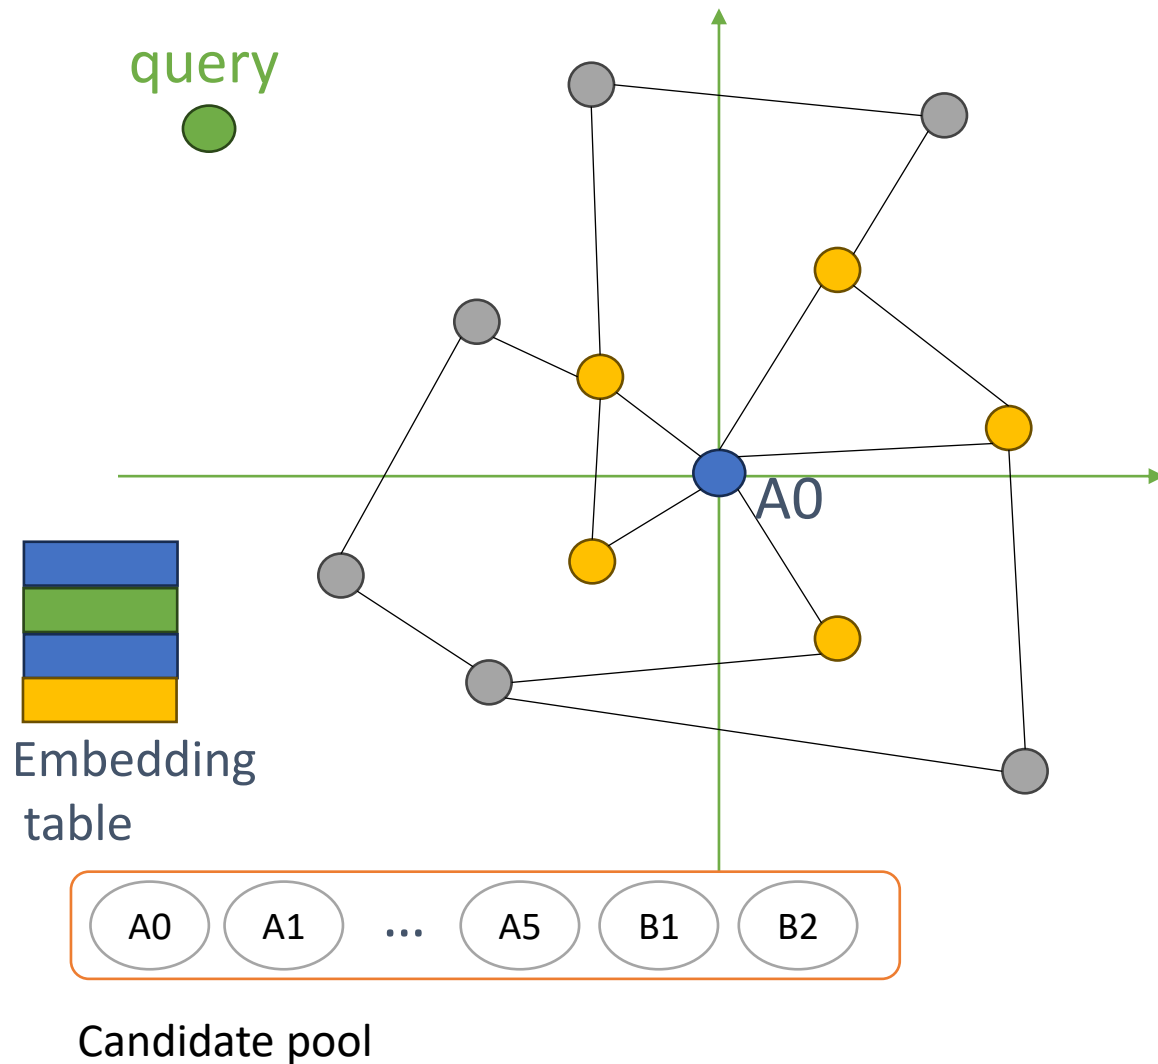 query
A0
Embedding
table
A0 A1 ... A5 B1 B2
Candidate pool